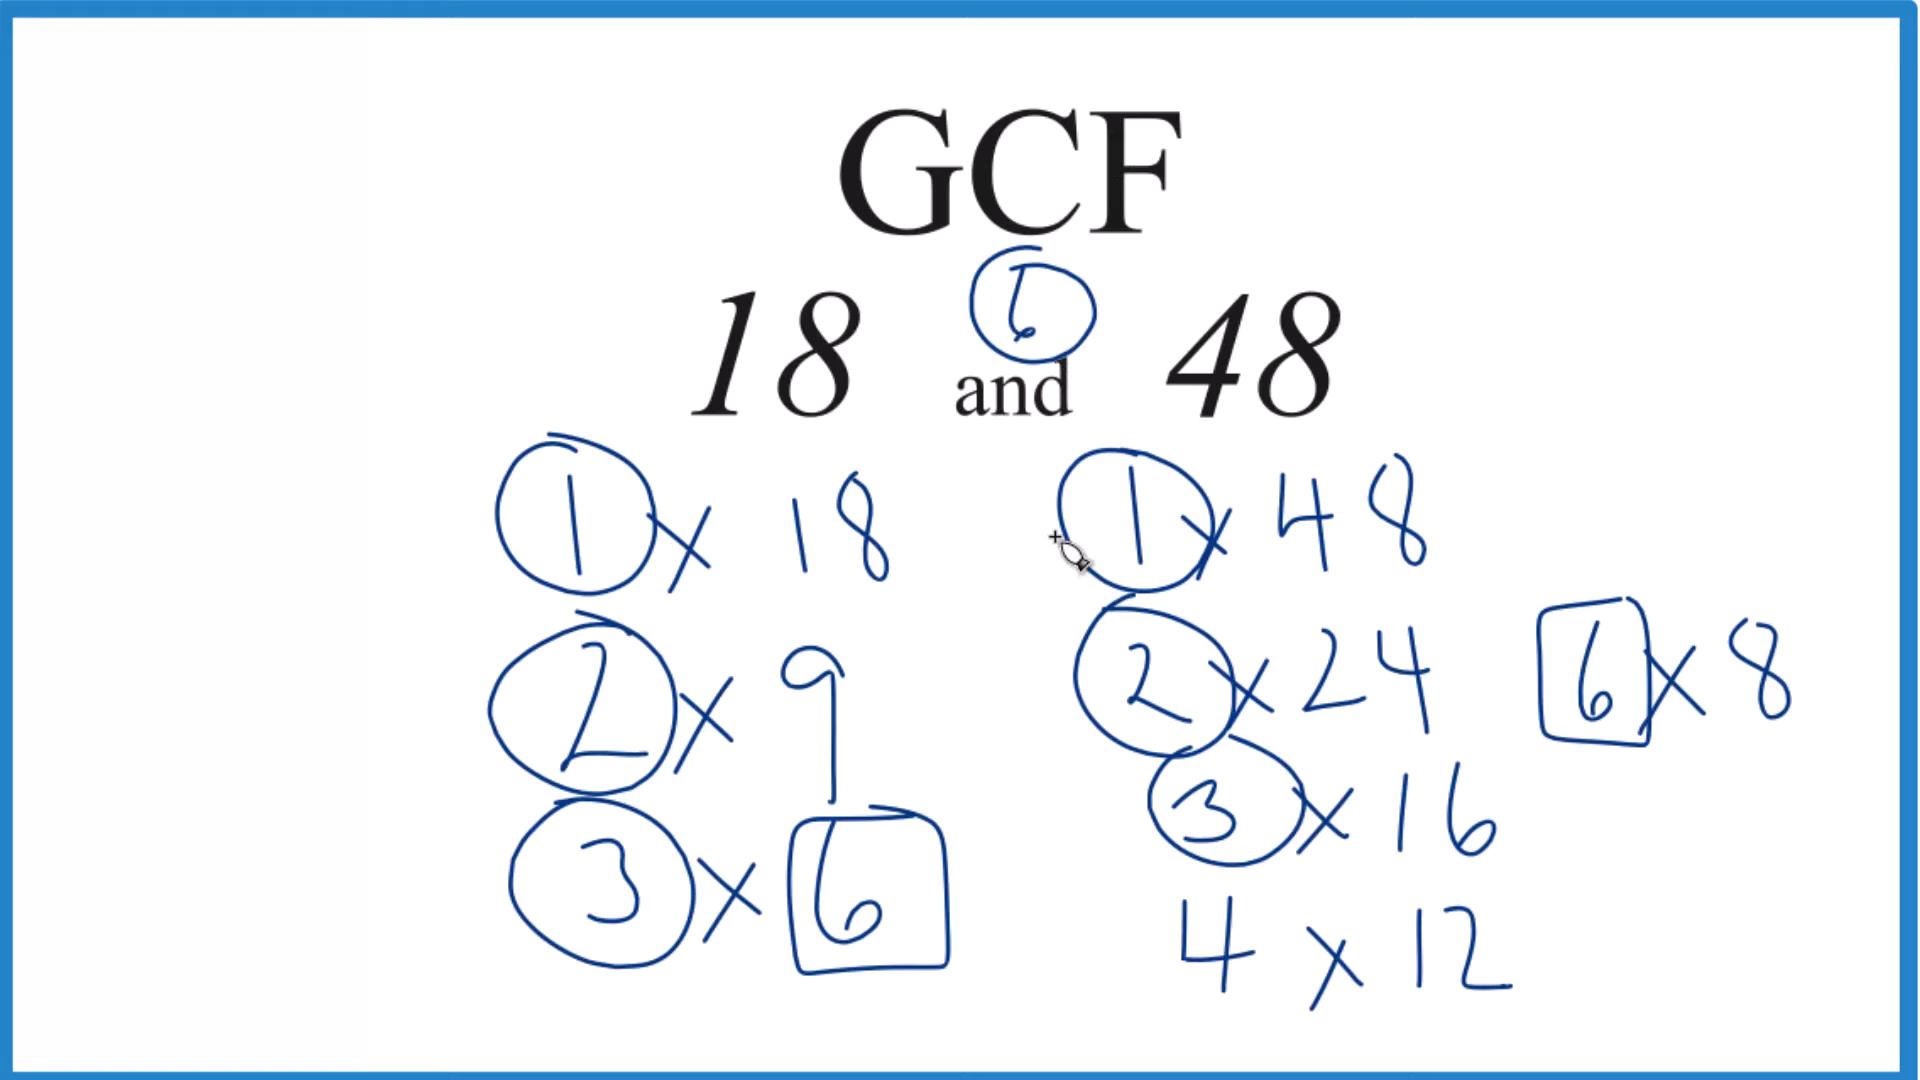 GCF
6
18 and 48
1 x 18
2 x 9
3 x 6
1 x 48
2 x 24
3 x 16
4 x 12
6 x 8